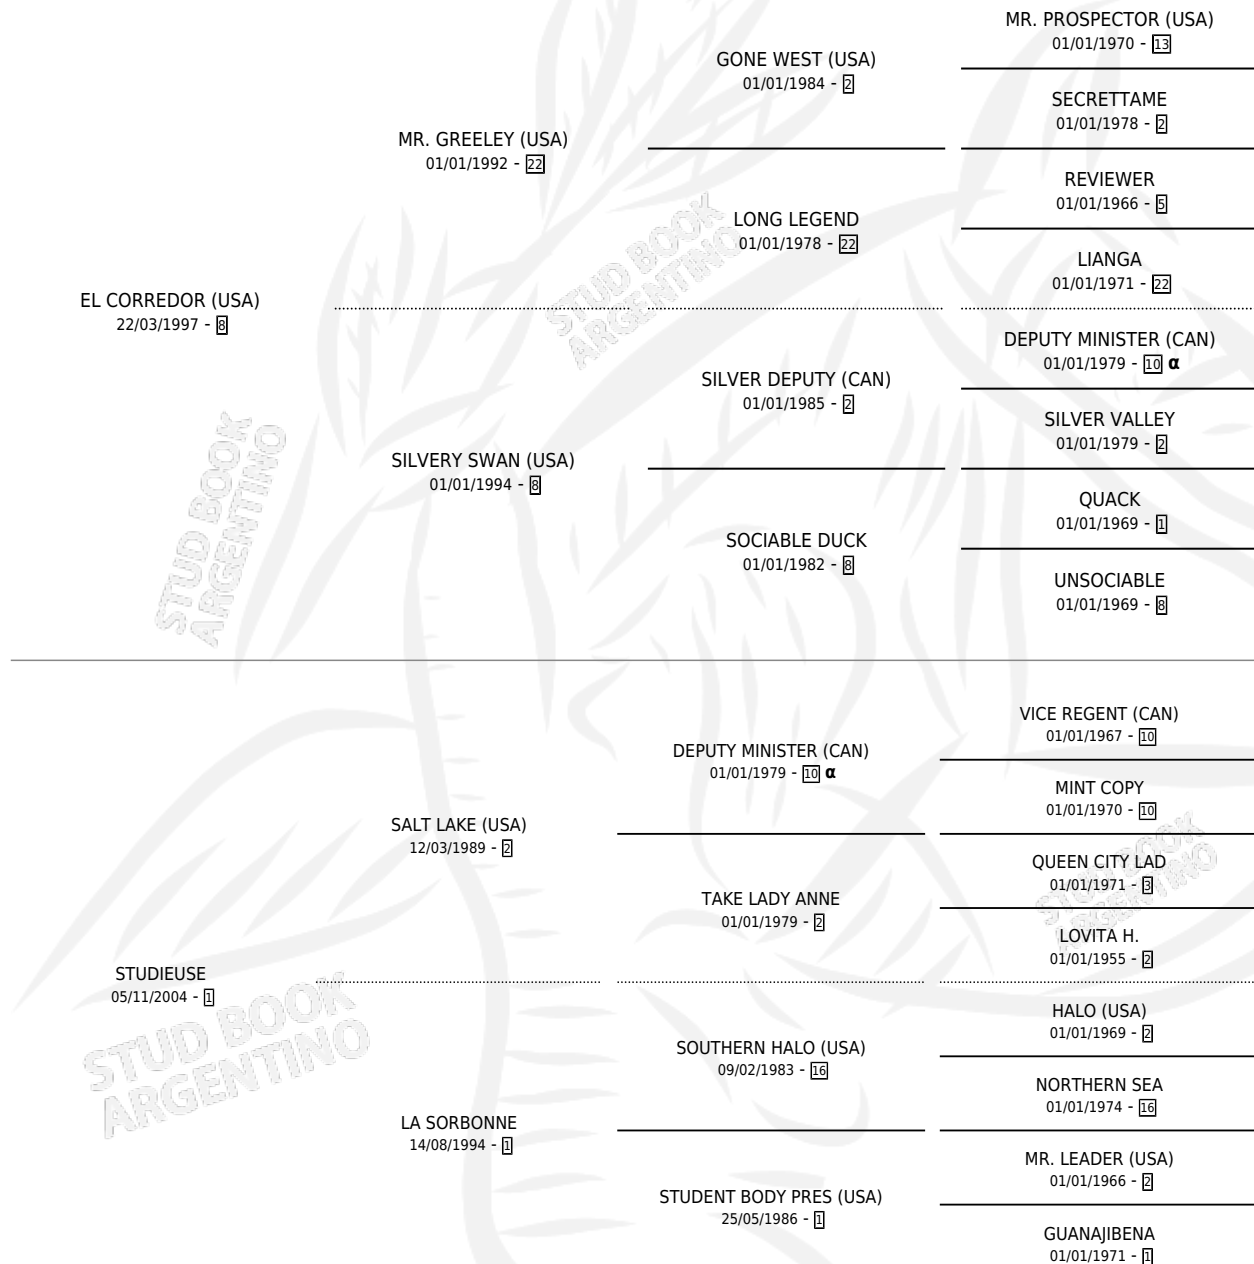 MR. PROSPECTOR (USA)
01/01/1970 - 13
GONE WEST (USA)
01/01/1984 - 2
SECRETTAME
01/01/1978 - 2
MR. GREELEY (USA)
01/01/1992 - 22
REVIEWER
01/01/1966 - 5
LONG LEGEND
01/01/1978 - 22
LIANGA
01/01/1971 - 22
EL CORREDOR (USA)
22/03/1997 - 8
STUD BOOK
ARGENTINO
DEPUTY MINISTER (CAN)
01/01/1979 - 10 α
SILVER DEPUTY (CAN)
01/01/1985 - 2
SILVER VALLEY
01/01/1979 - 2
SILVERY SWAN (USA)
01/01/1994 - 8
QUACK
01/01/1969 - 1
SOCIABLE DUCK
01/01/1982 - 8
UNSOCIABLE
01/01/1969 - 8
STUD BOOK
ARGENTINO
VICE REGENT (CAN)
01/01/1967 - 10
DEPUTY MINISTER (CAN)
01/01/1979 - 10 α
MINT COPY
01/01/1970 - 10
SALT LAKE (USA)
12/03/1989 - 2
QUEEN CITY LAD
01/01/1971 - 3
TAKE LADY ANNE
01/01/1979 - 2
LOVITA H.
01/01/1955 - 2
STUD BOOK
ARGENTINO
STUDIEUSE
05/11/2004 - 1
HALO (USA)
01/01/1969 - 2
SOUTHERN HALO (USA)
09/02/1983 - 16
NORTHERN SEA
01/01/1974 - 16
STUD BOOK
ARGENTINO
LA SORBONNE
14/08/1994 - 1
MR. LEADER (USA)
01/01/1966 - 2
STUDENT BODY PRES (USA)
25/05/1986 - 1
GUANAJIBENA
01/01/1971 - 1